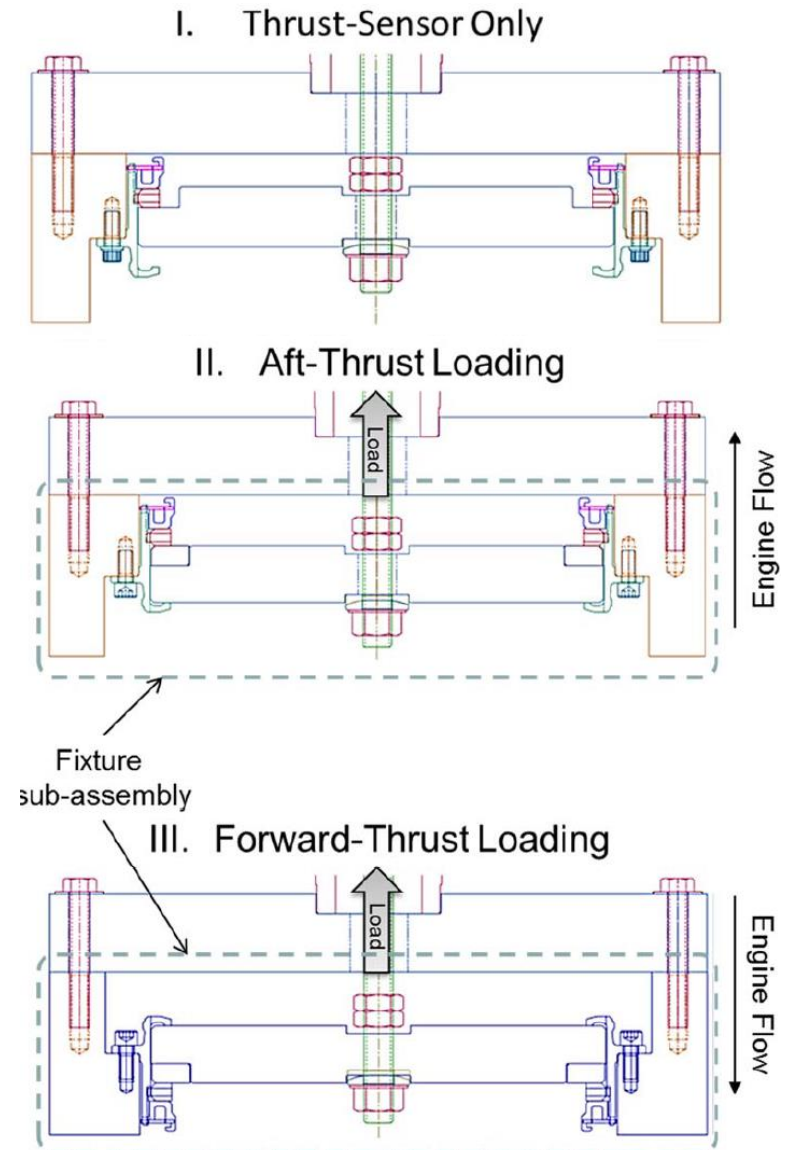 I. Thrust-Sensor Only
II. Aft-Thrust Loading
Load
Engine Flow
Fixture
sub-assembly
III. Forward-Thrust Loading
Load
Engine Flow